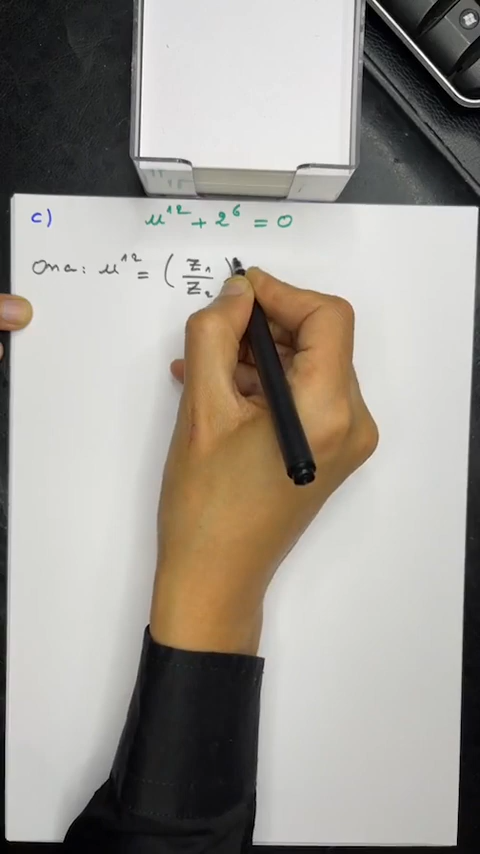 c) u¹² + 2⁶ = 0
On a : u¹² = ( z₁ / z₂ )